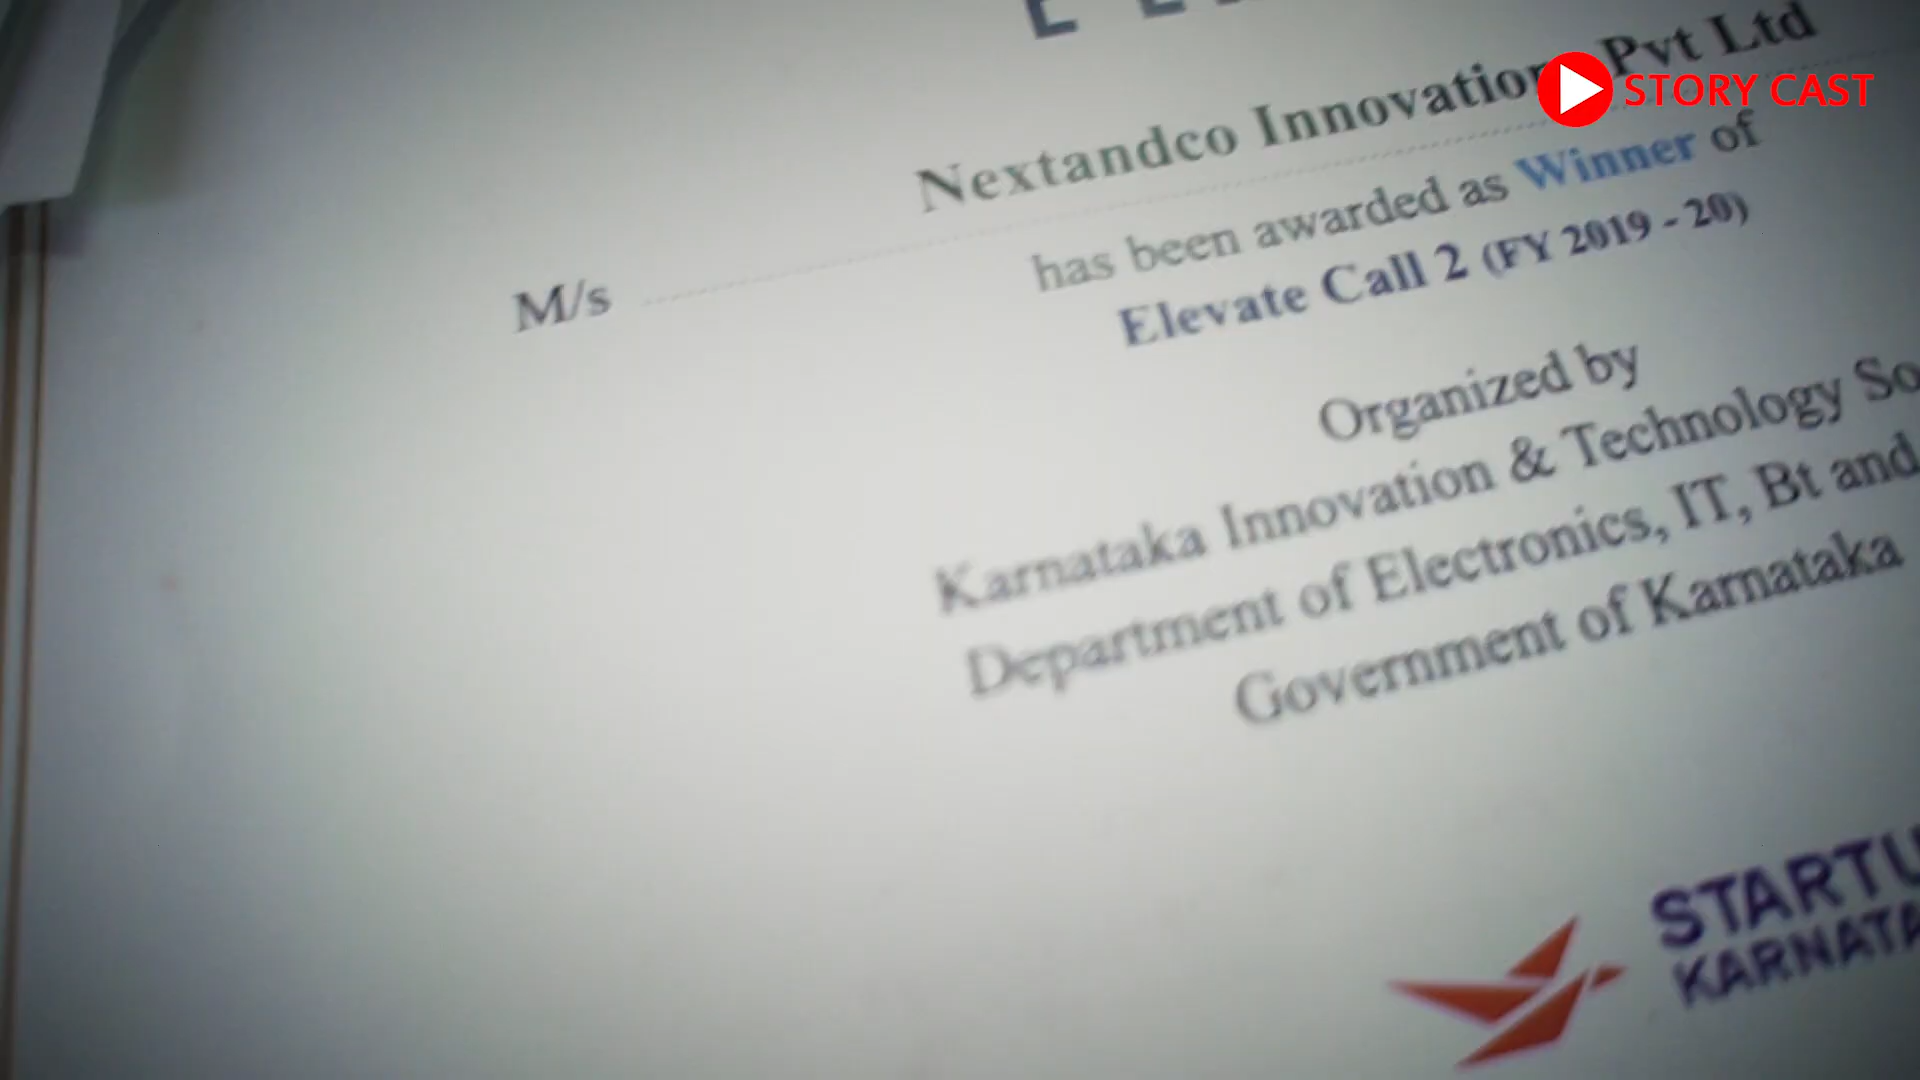 Nextandco Innovation Pvt Ltd
STORY CAST
M/s
has been awarded as Winner of
Elevate Call 2 (FY 2019 - 20)
Organized by
Karnataka Innovation & Technology
Department of Electronics, IT, Bt and
Government of Karnataka